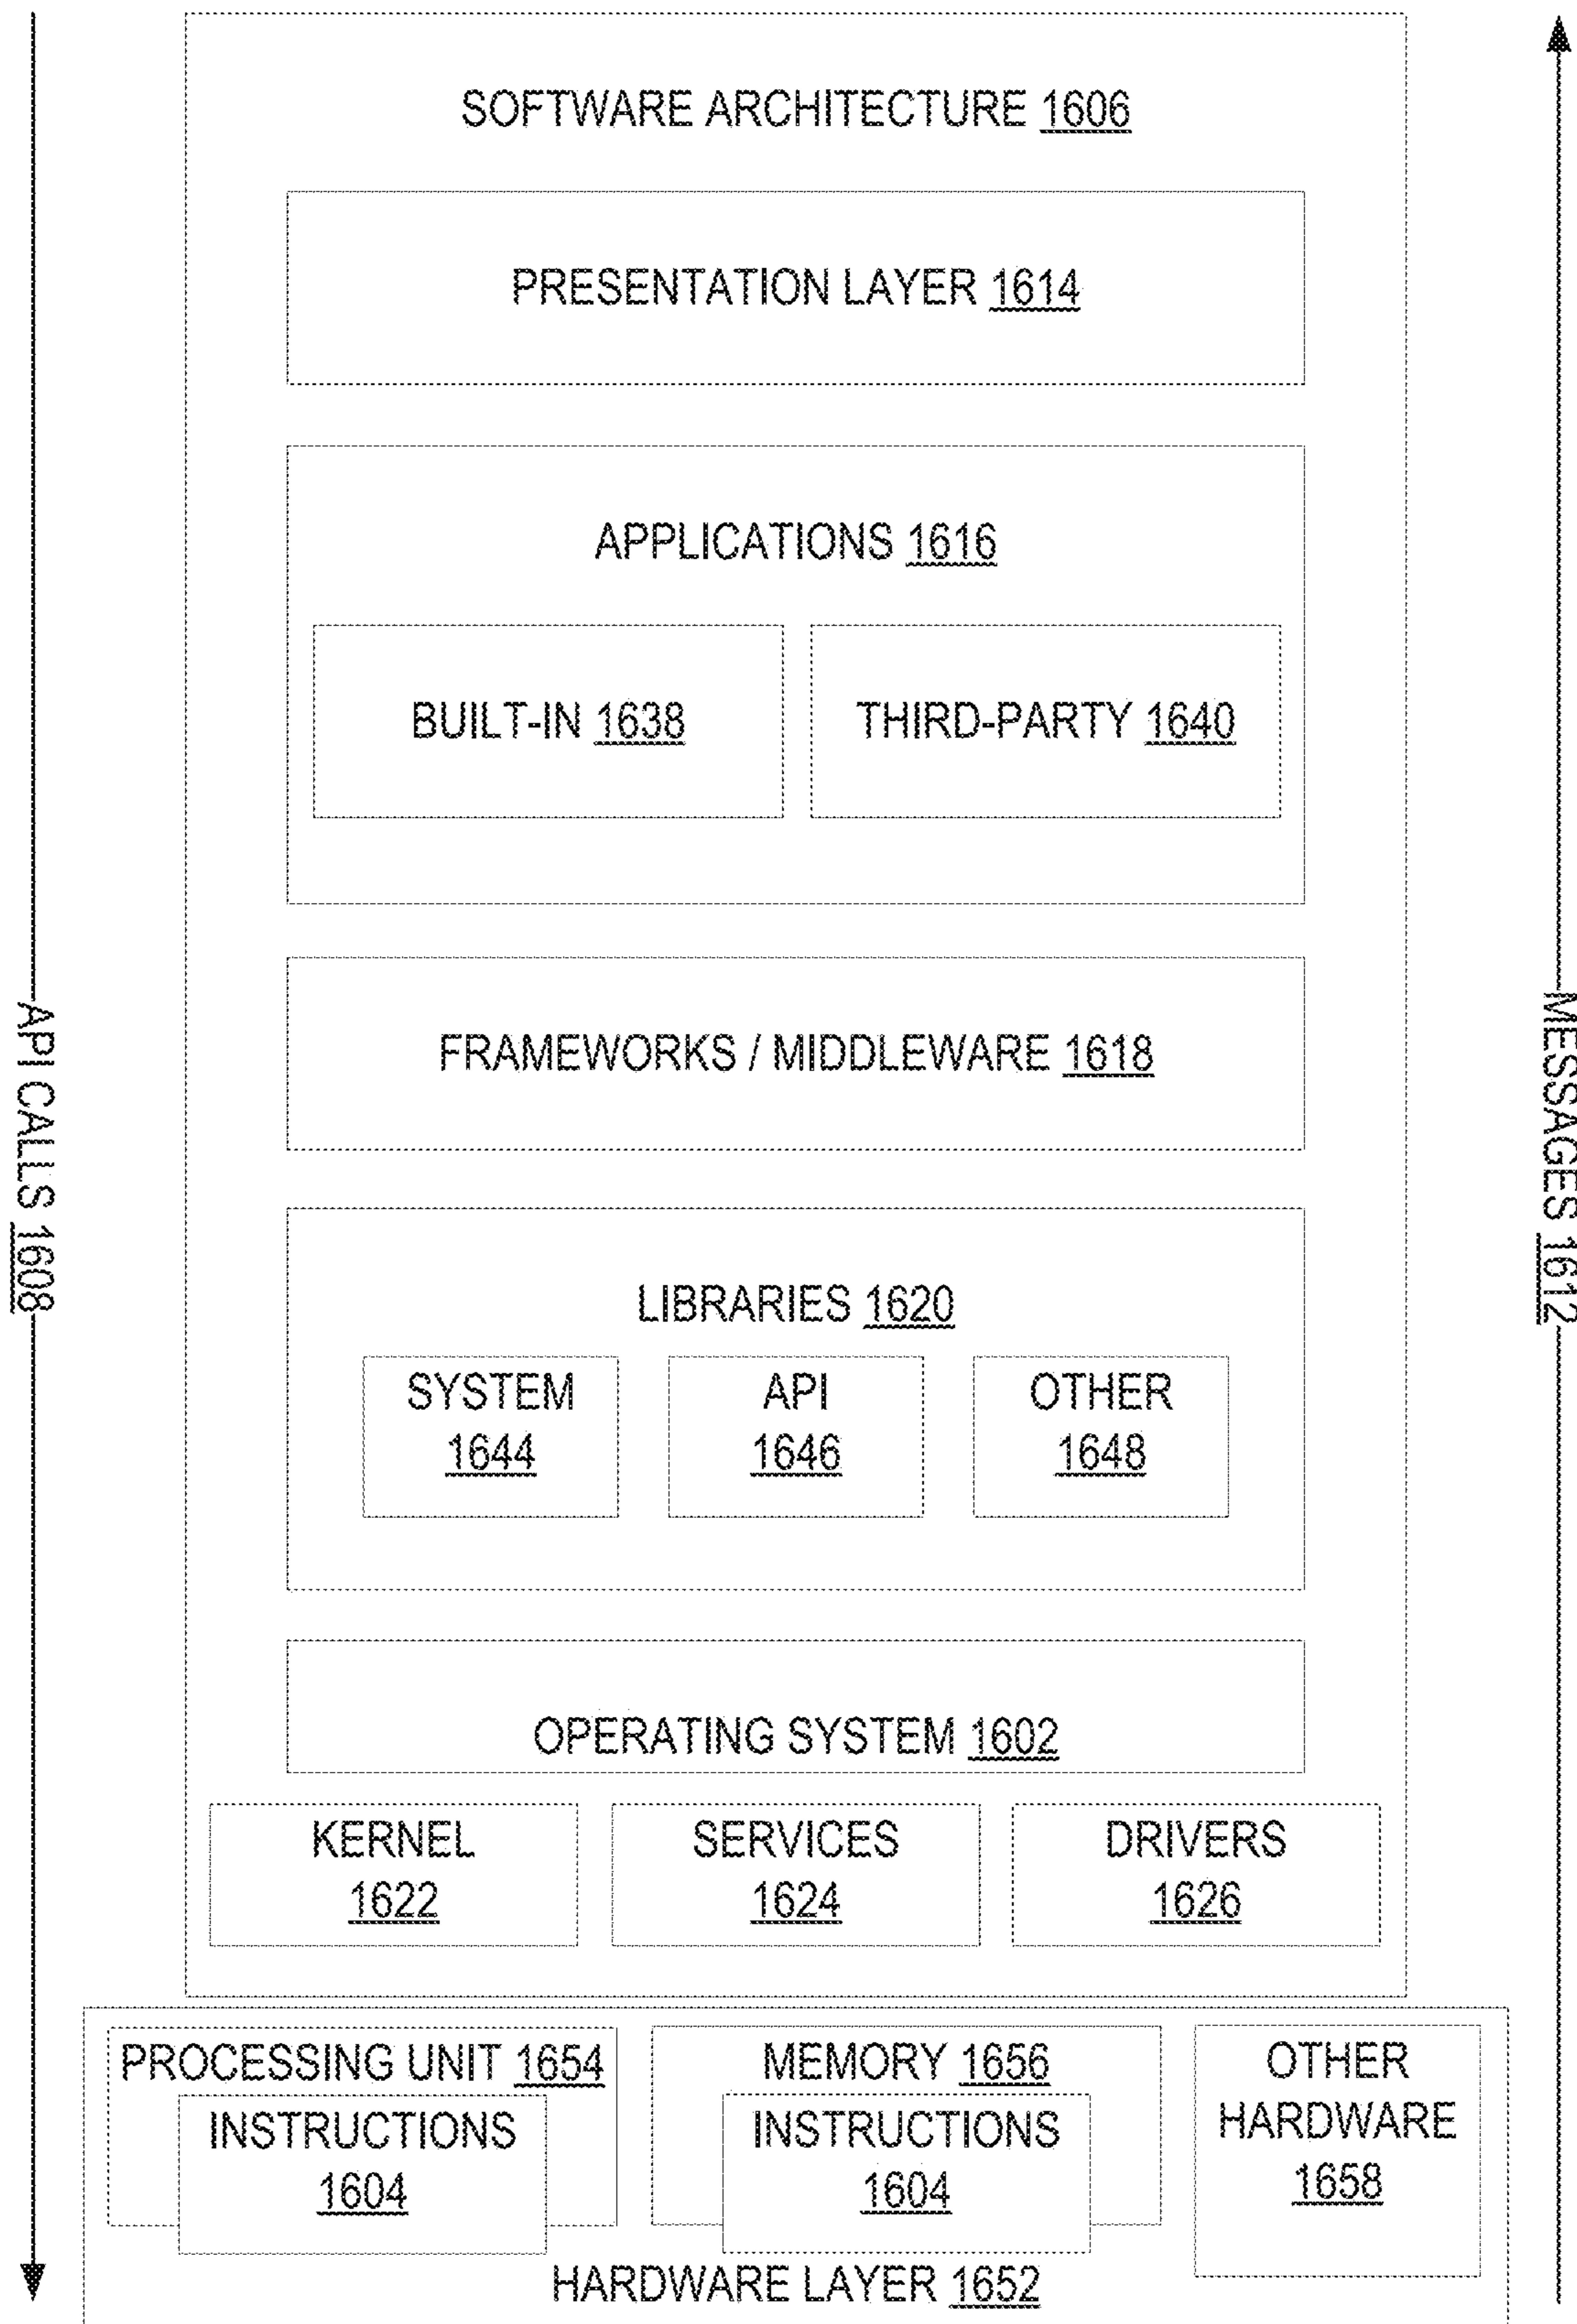 SOFTWARE ARCHITECTURE 1606
PRESENTATION LAYER 1614
APPLICATIONS 1616
BUILT-IN 1638
THIRD-PARTY 1640
FRAMEWORKS / MIDDLEWARE 1618
LIBRARIES 1620
SYSTEM
1644
API
1646
OTHER
1648
OPERATING SYSTEM 1602
KERNEL
1622
SERVICES
1624
DRIVERS
1626
PROCESSING UNIT 1654
INSTRUCTIONS
1604
MEMORY 1656
INSTRUCTIONS
1604
OTHER
HARDWARE
1658
HARDWARE LAYER 1652
API CALLS 1608
MESSAGES 1612